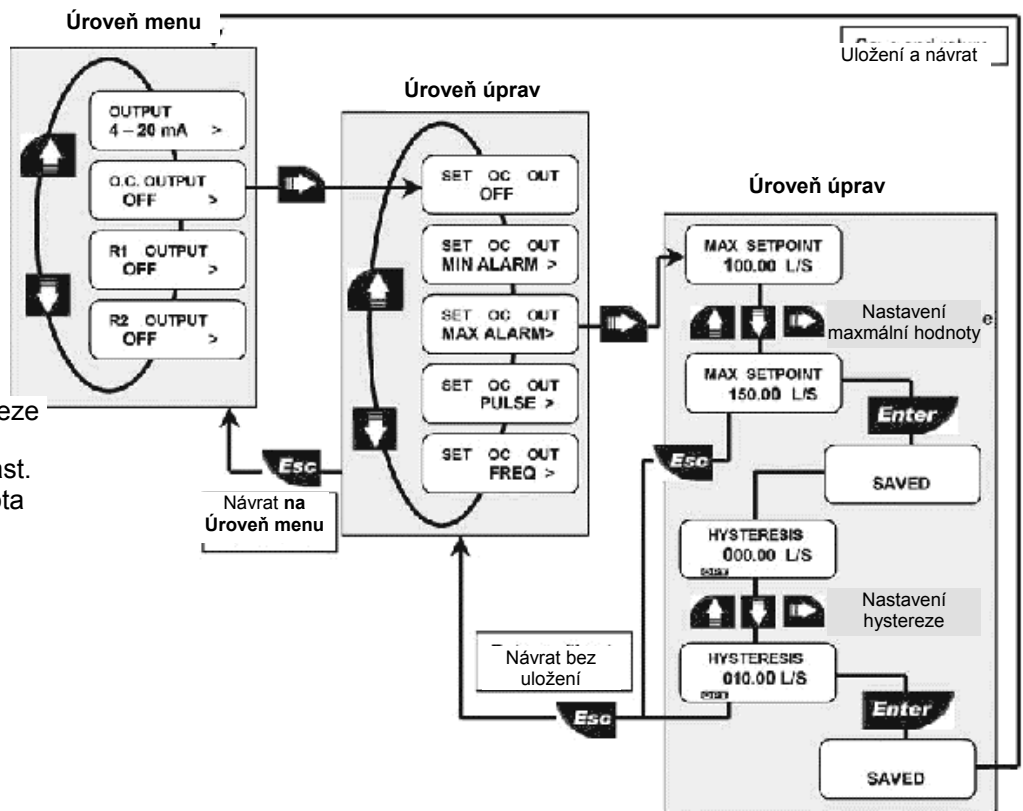 Úroveň menu
OUTPUT
4 – 20 mA >
O.C. OUTPUT
OFF >
R1 OUTPUT
OFF >
R2 OUTPUT
OFF >
eze
ast.
ota
Esc
Návrat na
Úroveň menu
Úroveň úprav
SET OC OUT
OFF
SET OC OUT
MIN ALARM >
SET OC OUT
MAX ALARM>
SET OC OUT
PULSE >
SET OC OUT
FREQ >
Návrat bez
uložení
Esc
Uložení a návrat
Úroveň úprav
MAX SETPOINT
100.00 L/S
Nastavení
maxmální hodnoty
e
MAX SETPOINT
150.00 L/S
Enter
Esc
SAVED
HYSTERESIS
000.00 L/S
Nastavení
hystereze
HYSTERESIS
010.00 L/S
Enter
SAVED